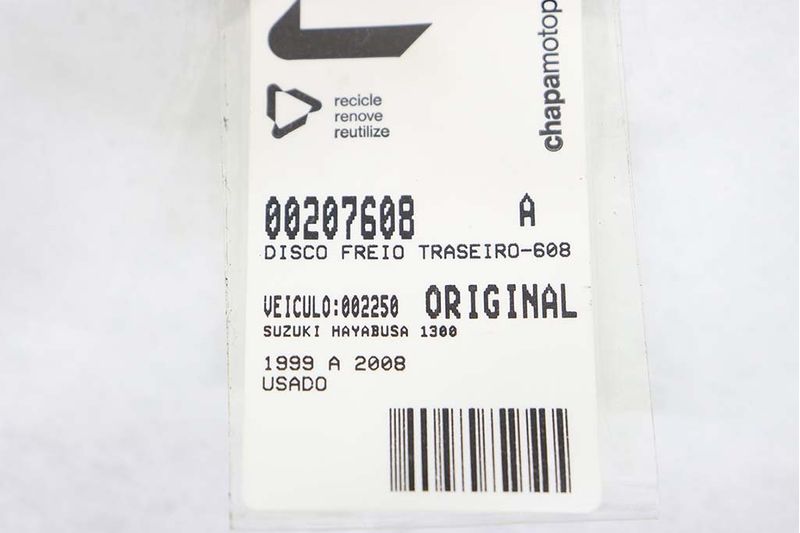 recicle
renove
reutilize
chapamotop
00207608 A
DISCO FREIO TRASEIRO-608
VEICULO:002250 ORIGINAL
SUZUKI HAYABUSA 1300
1999 A 2008
USADO